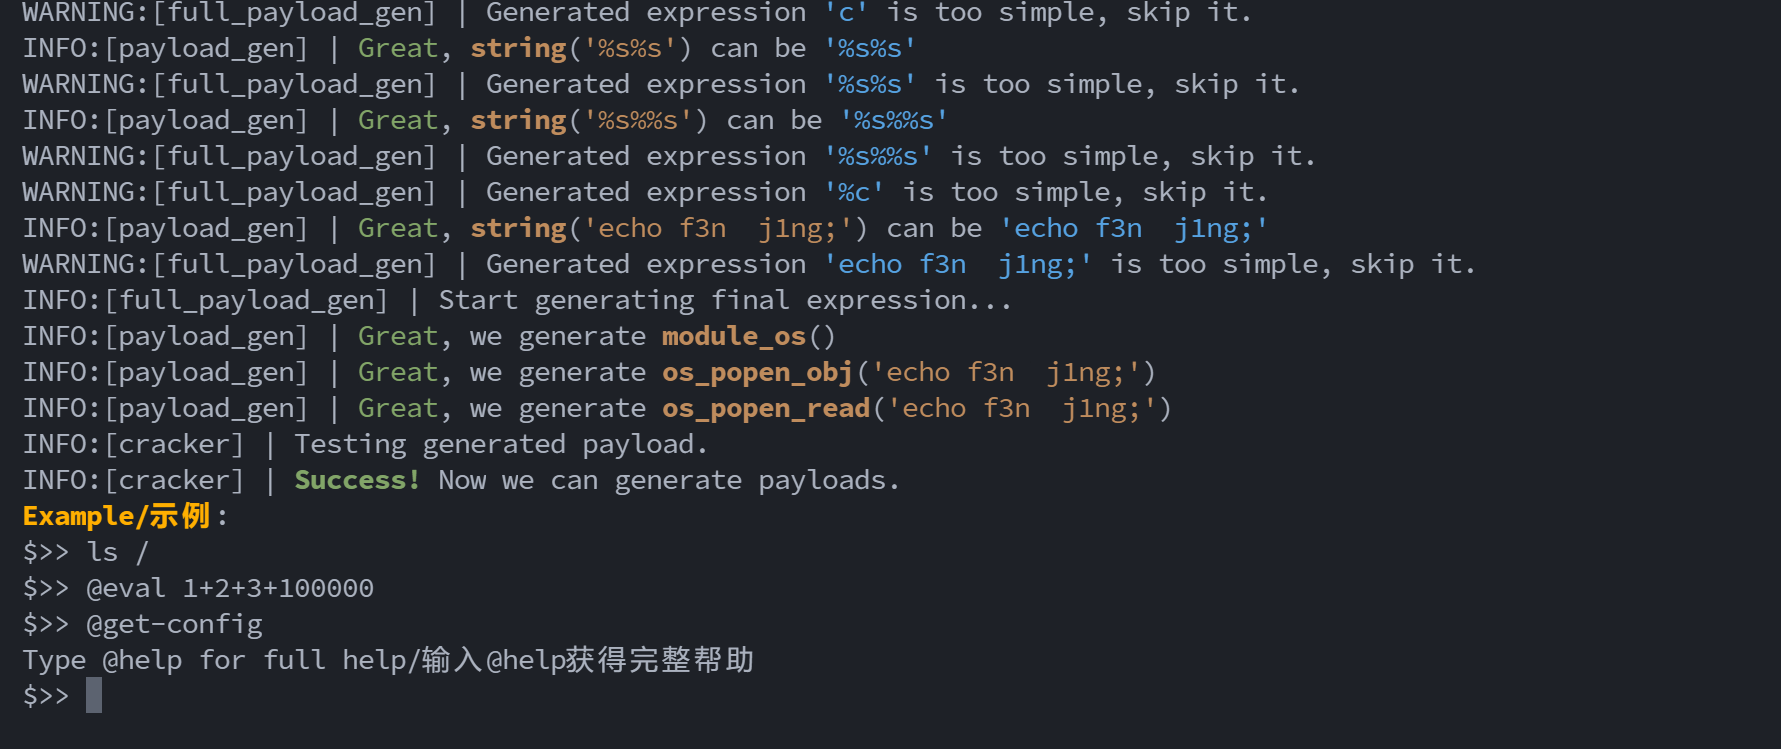 WARNING:[full_payload_gen] | Generated expression 'c' is too simple, skip it.
INFO:[payload_gen] | Great, string('%s%s') can be '%s%s'
WARNING:[full_payload_gen] | Generated expression '%s%s' is too simple, skip it.
INFO:[payload_gen] | Great, string('%s%%s') can be '%s%%s'
WARNING:[full_payload_gen] | Generated expression '%s%%s' is too simple, skip it.
WARNING:[full_payload_gen] | Generated expression '%c' is too simple, skip it.
INFO:[payload_gen] | Great, string('echo f3n  j1ng;') can be 'echo f3n  j1ng;'
WARNING:[full_payload_gen] | Generated expression 'echo f3n  j1ng;' is too simple, skip it.
INFO:[full_payload_gen] | Start generating final expression...
INFO:[payload_gen] | Great, we generate module_os()
INFO:[payload_gen] | Great, we generate os_popen_obj('echo f3n  j1ng;')
INFO:[payload_gen] | Great, we generate os_popen_read('echo f3n  j1ng;')
INFO:[cracker] | Testing generated payload.
INFO:[cracker] | Success! Now we can generate payloads.
Example/示例:
$>> ls /
$>> @eval 1+2+3+100000
$>> @get-config
Type @help for full help/输入@help获得完整帮助
$>>